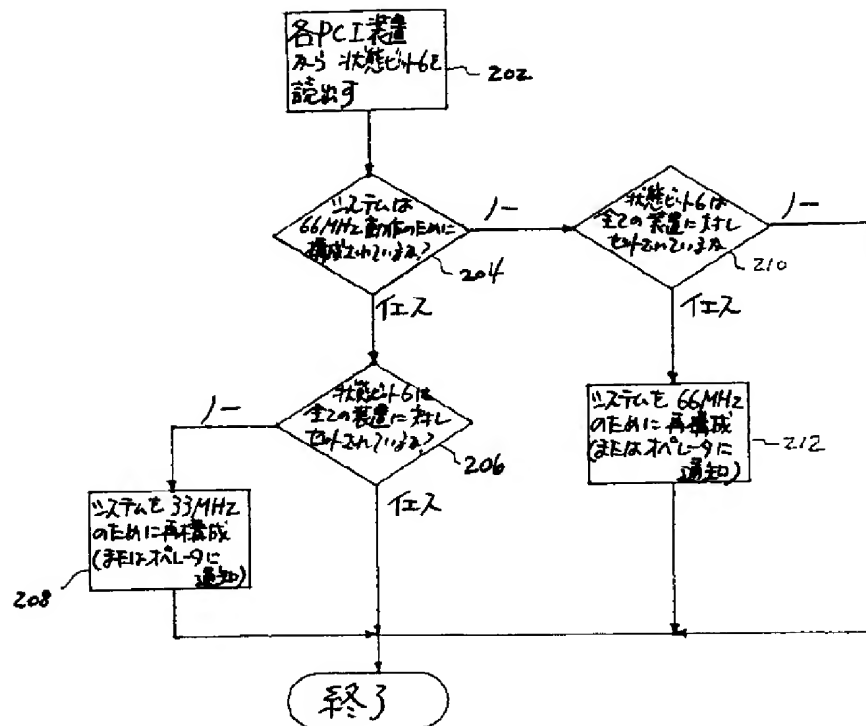 各PCI装置
から状態ビット6を
読出す
202
システムは
66MHz動作のために
構成されているか?
204
ノー
状態ビット6は
全ての装置に対し
セットされているか
210
ノー
イエス
イエス
状態ビット6は
全ての装置に対し
セットされているか?
206
ノー
イエス
システムを66MHz
のために再構成
(またはオペレータに
通知)
212
システムを33MHz
のために再構成
(またはオペレータに
通知)
208
終了